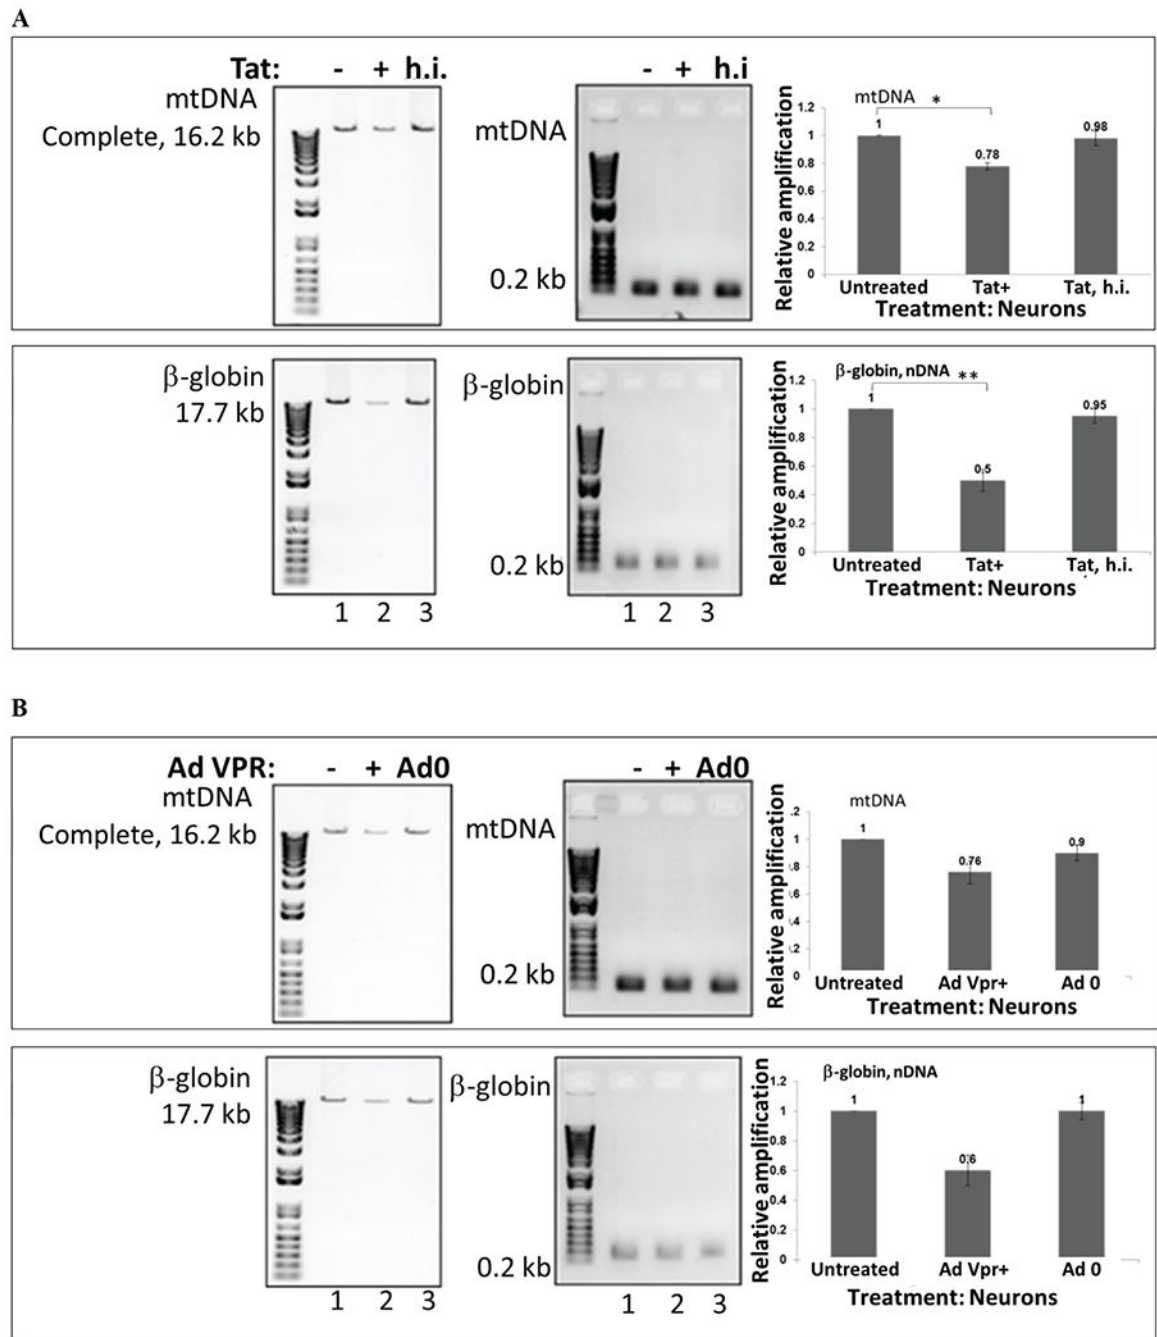 A
Tat: - + h.i.
mtDNA
Complete, 16.2 kb
- + h.i
mtDNA
0.2 kb
mtDNA *
Relative amplification
1.2
1
0.8
0.6
0.4
0.2
0
1
0.78
0.98
Untreated Tat+ Tat, h.i.
Treatment: Neurons
β-globin
17.7 kb
1 2 3
β-globin
0.2 kb
1 2 3
β-globin, nDNA **
Relative amplification
1.2
1
0.8
0.6
0.4
0.2
0
1
0.5
0.95
Untreated Tat+ Tat, h.i.
Treatment: Neurons
B
Ad VPR: - + Ad0
mtDNA
Complete, 16.2 kb
- + Ad0
mtDNA
0.2 kb
mtDNA
Relative amplification
.2
1
0.8
0.6
0.4
.2
0
1
0.76
0.9
Untreated Ad Vpr+ Ad 0
Treatment: Neurons
β-globin
17.7 kb
1 2 3
β-globin
0.2 kb
1 2 3
β-globin, nDNA
Relative amplification
1.2
1
0.8
0.6
0.4
0.2
0
1
0.6
1
Untreated Ad Vpr+ Ad 0
Treatment: Neurons